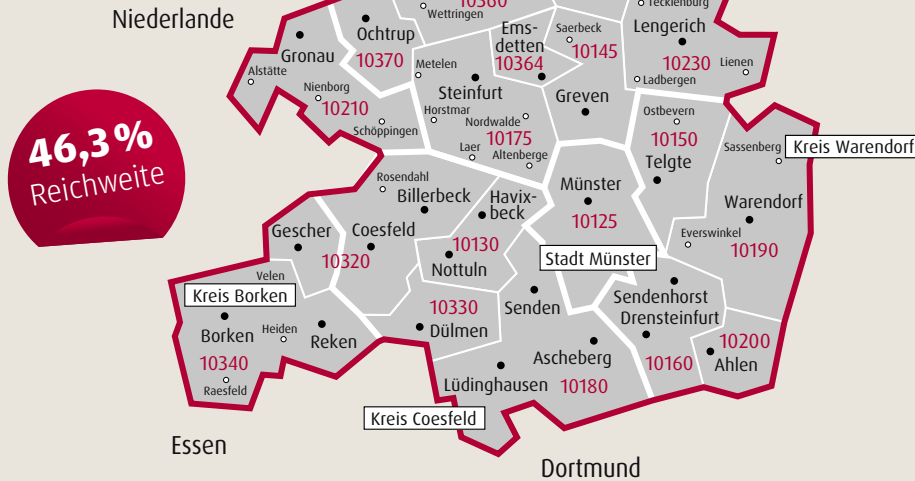 Niederlande
10360
Wettringen
Tecklenburg
Ochtrup
10370
Ems-
detten
10364
Saerbeck
10145
Lengerich
10230
Lienen
Ladbergen
Gronau
Alstätte
Nienborg
10210
Schöppingen
Metelen
Steinfurt
Horstmar
Nordwalde
10175
Laer
Altenberge
Greven
Ostbevern
10150
Telgte
Sassenberg
Kreis Warendorf
46,3 %
Reichweite
Rosendahl
Billerbeck
Havix-
beck
Münster
10125
Warendorf
10190
Everswinkel
Gescher
Coesfeld
10320
10130
Nottuln
Stadt Münster
Velen
Kreis Borken
Borken
Heiden
Reken
10340
Raesfeld
10330
Dülmen
Senden
Sendenhorst
Drensteinfurt
10160
10200
Ahlen
Ascheberg
Lüdinghausen
10180
Kreis Coesfeld
Essen
Dortmund